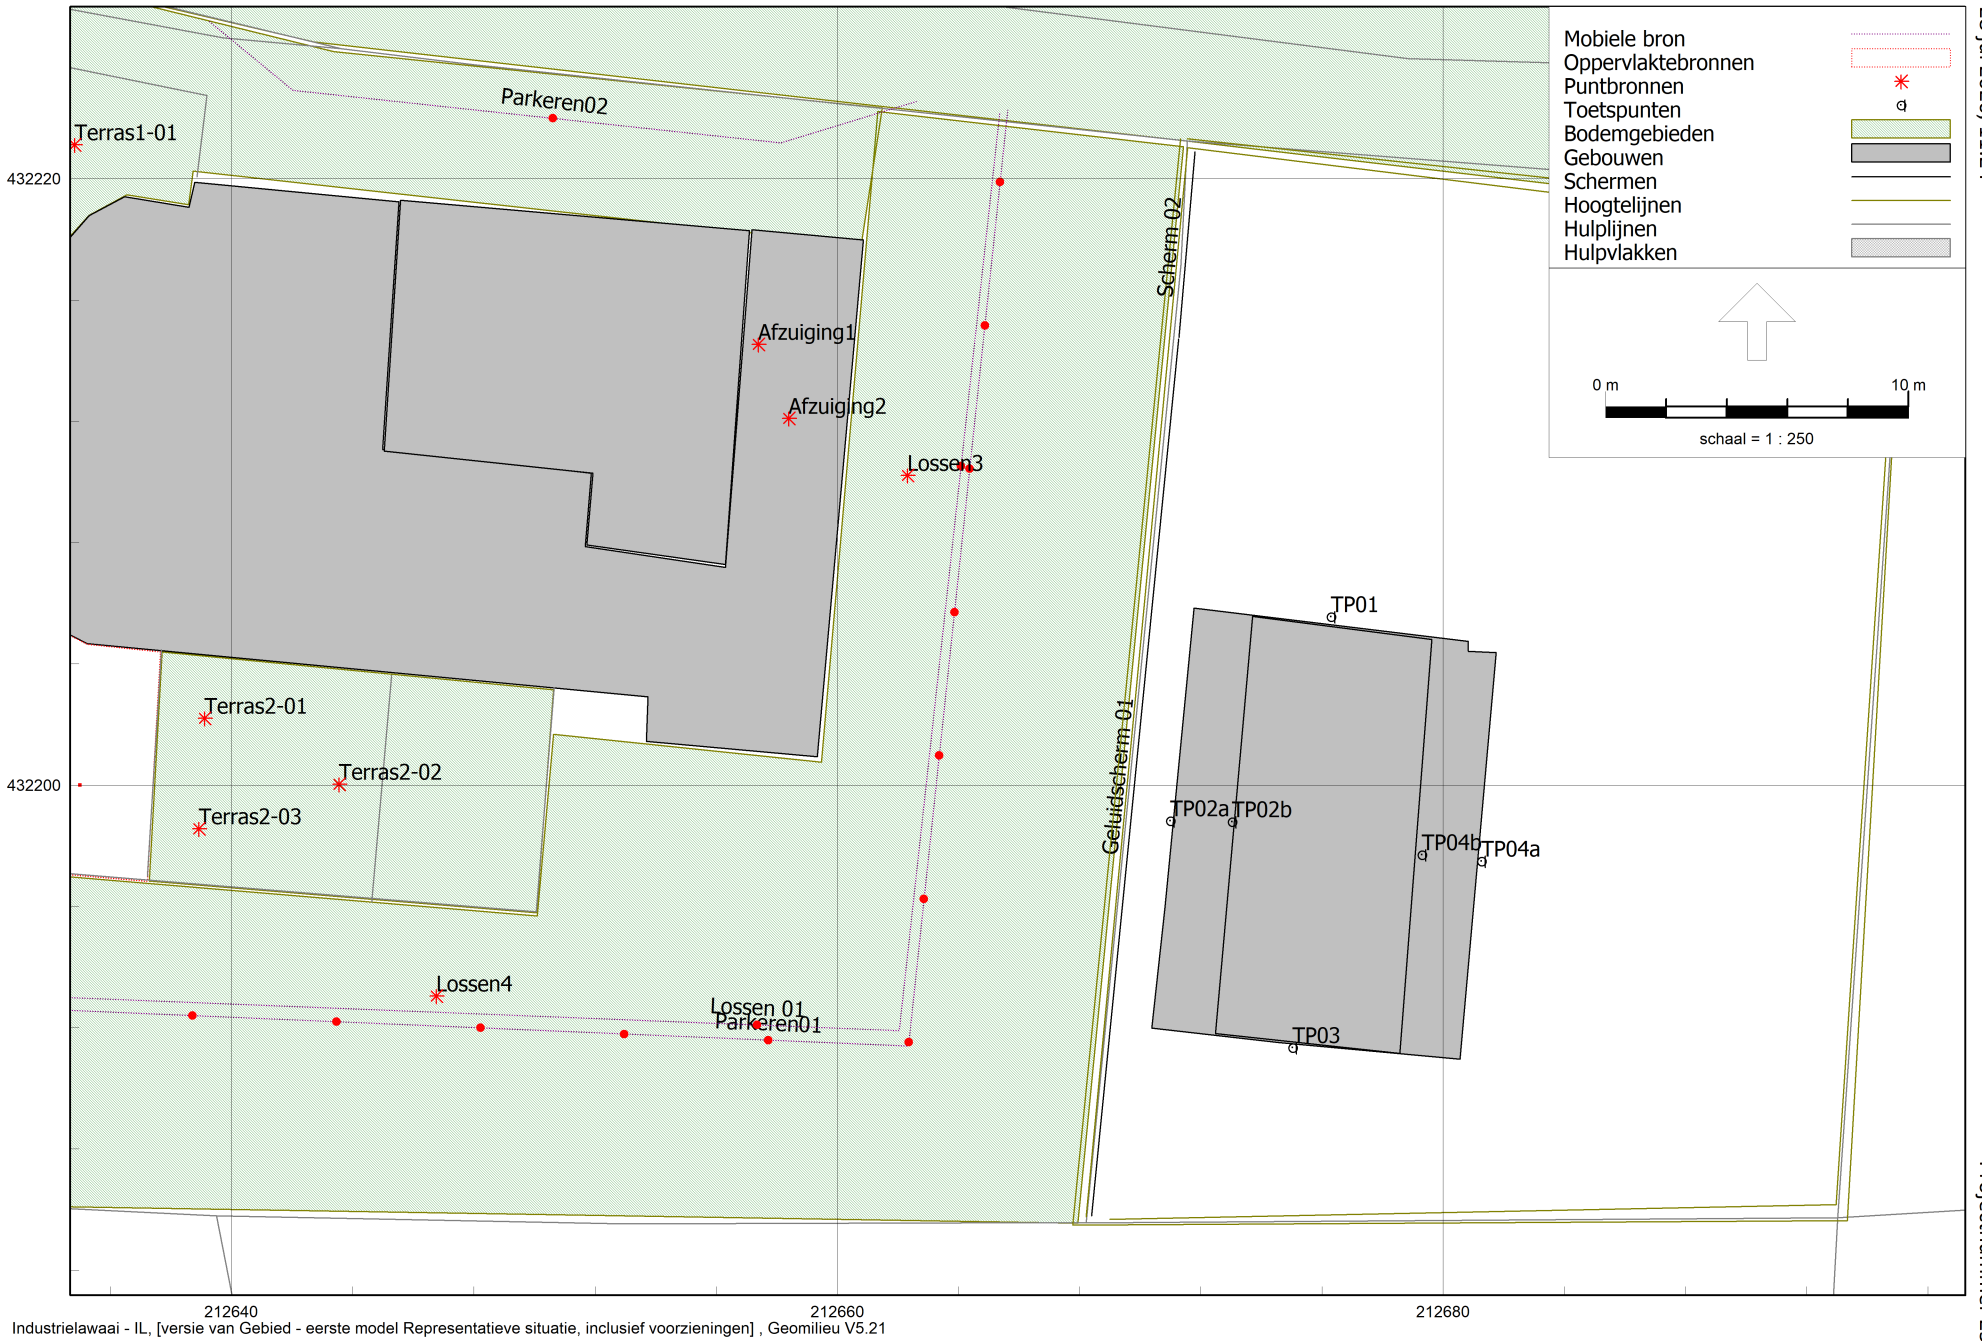 Mobiele bron
Oppervlaktebronnen
Puntbronnen
Toetspunten
Bodemgebieden
Gebouwen
Schermen
Hoogtelijnen
Hulplijnen
Hulpvlakken
0 m
10 m
schaal = 1 : 250
Parkeren02
Terras1-01
432220
Scherm 02
Afzuiging1
Afzuiging2
Lossen3
TP01
Terras2-01
Geluidscherm 01
Terras2-02
432200
Terras2-03
TP02a
TP02b
TP04b
TP04a
Lossen4
Lossen 01
Parkeren01
TP03
212640
212660
212680
Industrielawaai - IL, [versie van Gebied - eerste model Representatieve situatie, inclusief voorzieningen] , Geomilieu V5.21